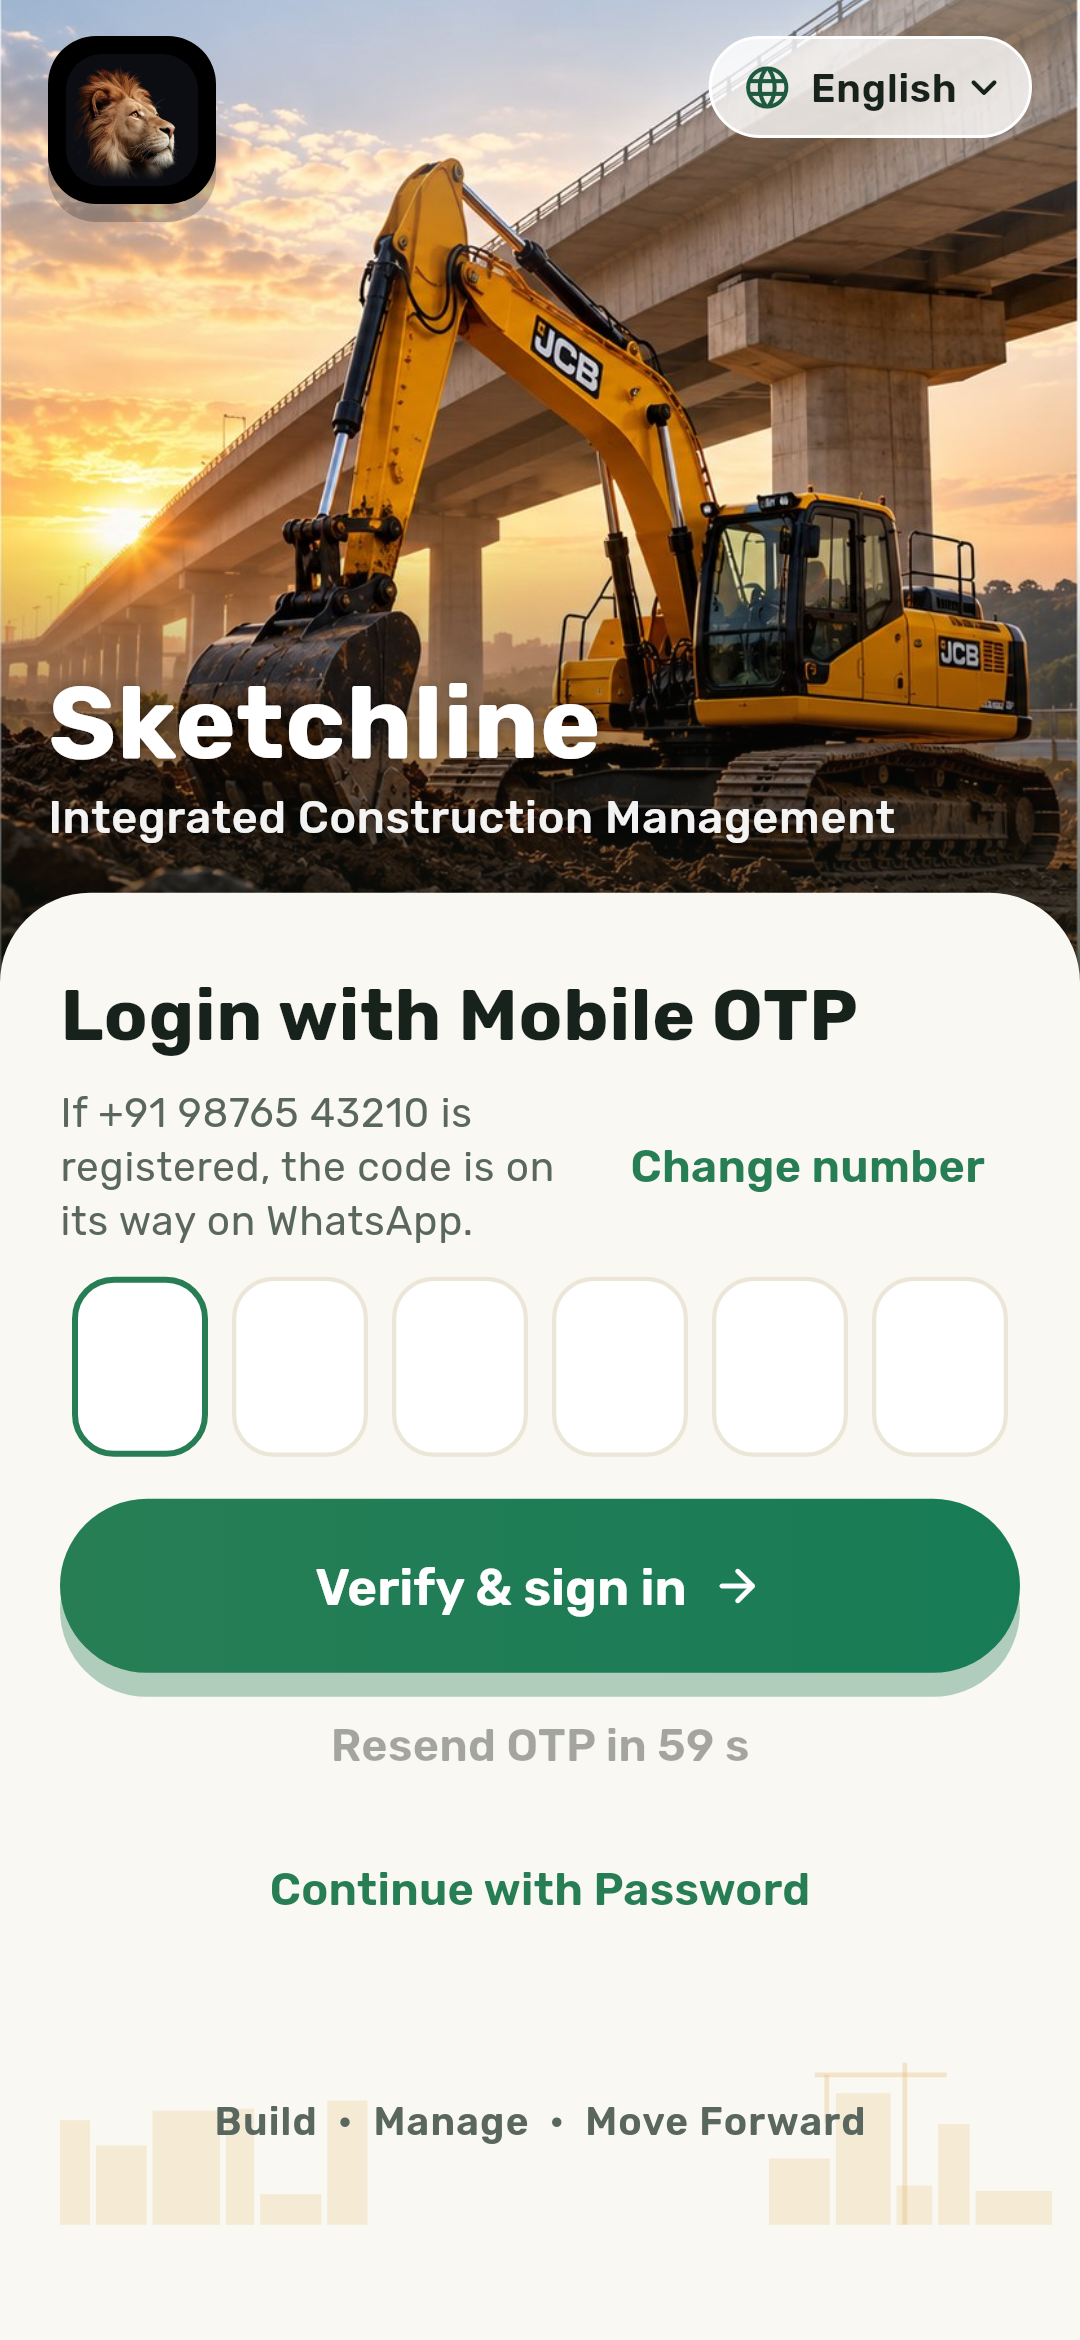 English
JCB
JCB
Sketchline
Integrated Construction Management
Login with Mobile OTP
If +91 98765 43210 is
registered, the code is on
its way on WhatsApp.
Change number
Verify & sign in →
Resend OTP in 59 s
Continue with Password
Build • Manage • Move Forward